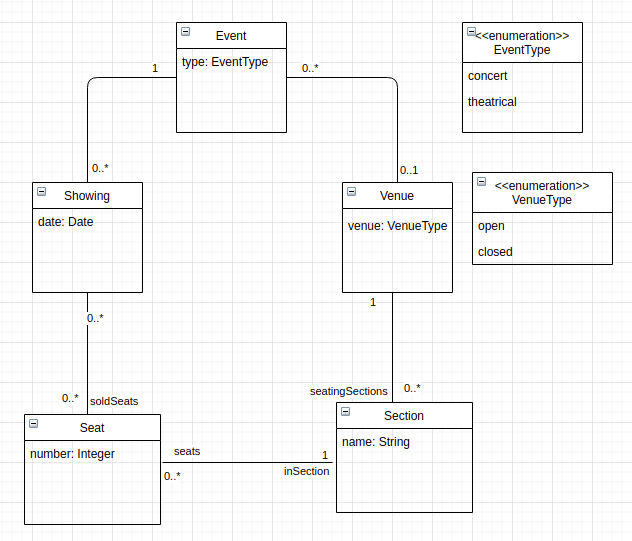 Event
type: EventType
<<enumeration>>
EventType
concert
theatrical
1
0..*
0..*
0..1
Showing
date: Date
Venue
venue: VenueType
<<enumeration>>
VenueType
open
closed
0..*
1
0..*
soldSeats
seatingSections
0..*
Seat
number: Integer
Section
name: String
seats
0..*
1
inSection